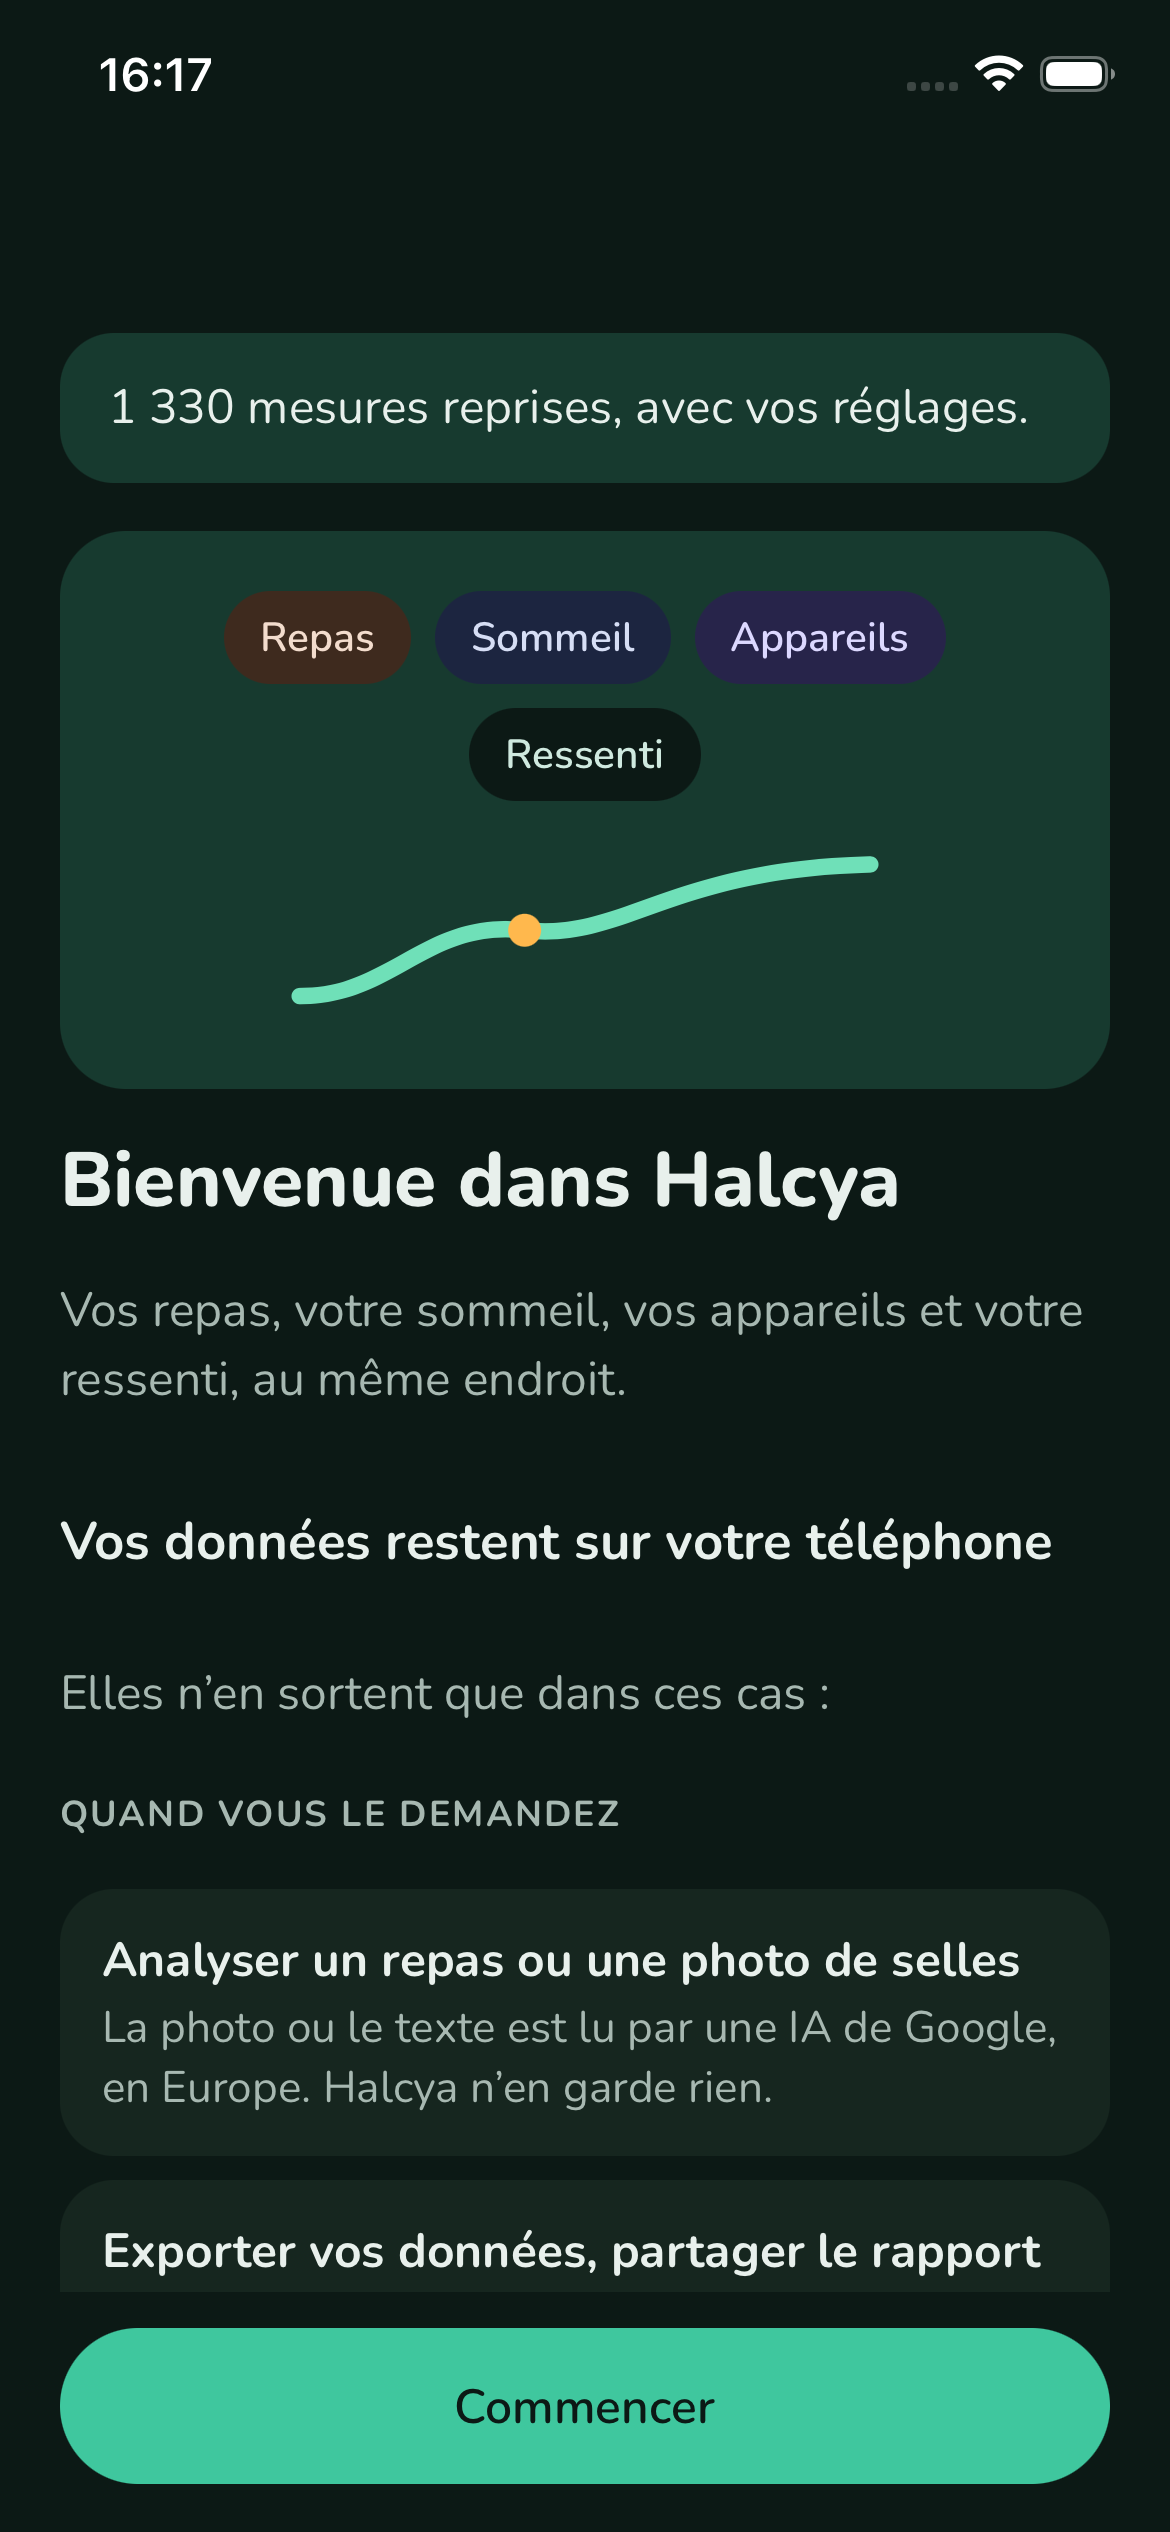 16:17
1 330 mesures reprises, avec vos réglages.
Repas
Sommeil
Appareils
Ressenti
Bienvenue dans Halcya
Vos repas, votre sommeil, vos appareils et votre
ressenti, au même endroit.
Vos données restent sur votre téléphone
Elles n’en sortent que dans ces cas :
QUAND VOUS LE DEMANDEZ
Analyser un repas ou une photo de selles
La photo ou le texte est lu par une IA de Google,
en Europe. Halcya n’en garde rien.
Exporter vos données, partager le rapport
Commencer